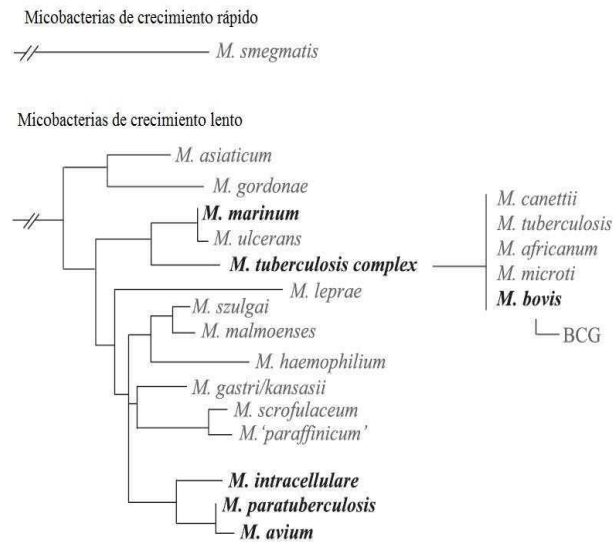 Micobacterias de crecimiento rápido
M. smegmatis
Micobacterias de crecimiento lento
M. asiaticum
M. gordonae
M. marinum
M. ulcerans
M. tuberculosis complex
M. leprae
M. szulgai
M. malmoenses
M. haemophilium
M. gastri/kansasii
M. scrofulaceum
M. 'paraffinicum'
M. intracellulare
M. paratuberculosis
M. avium
M. canettii
M. tuberculosis
M. africanum
M. microti
M. bovis
BCG